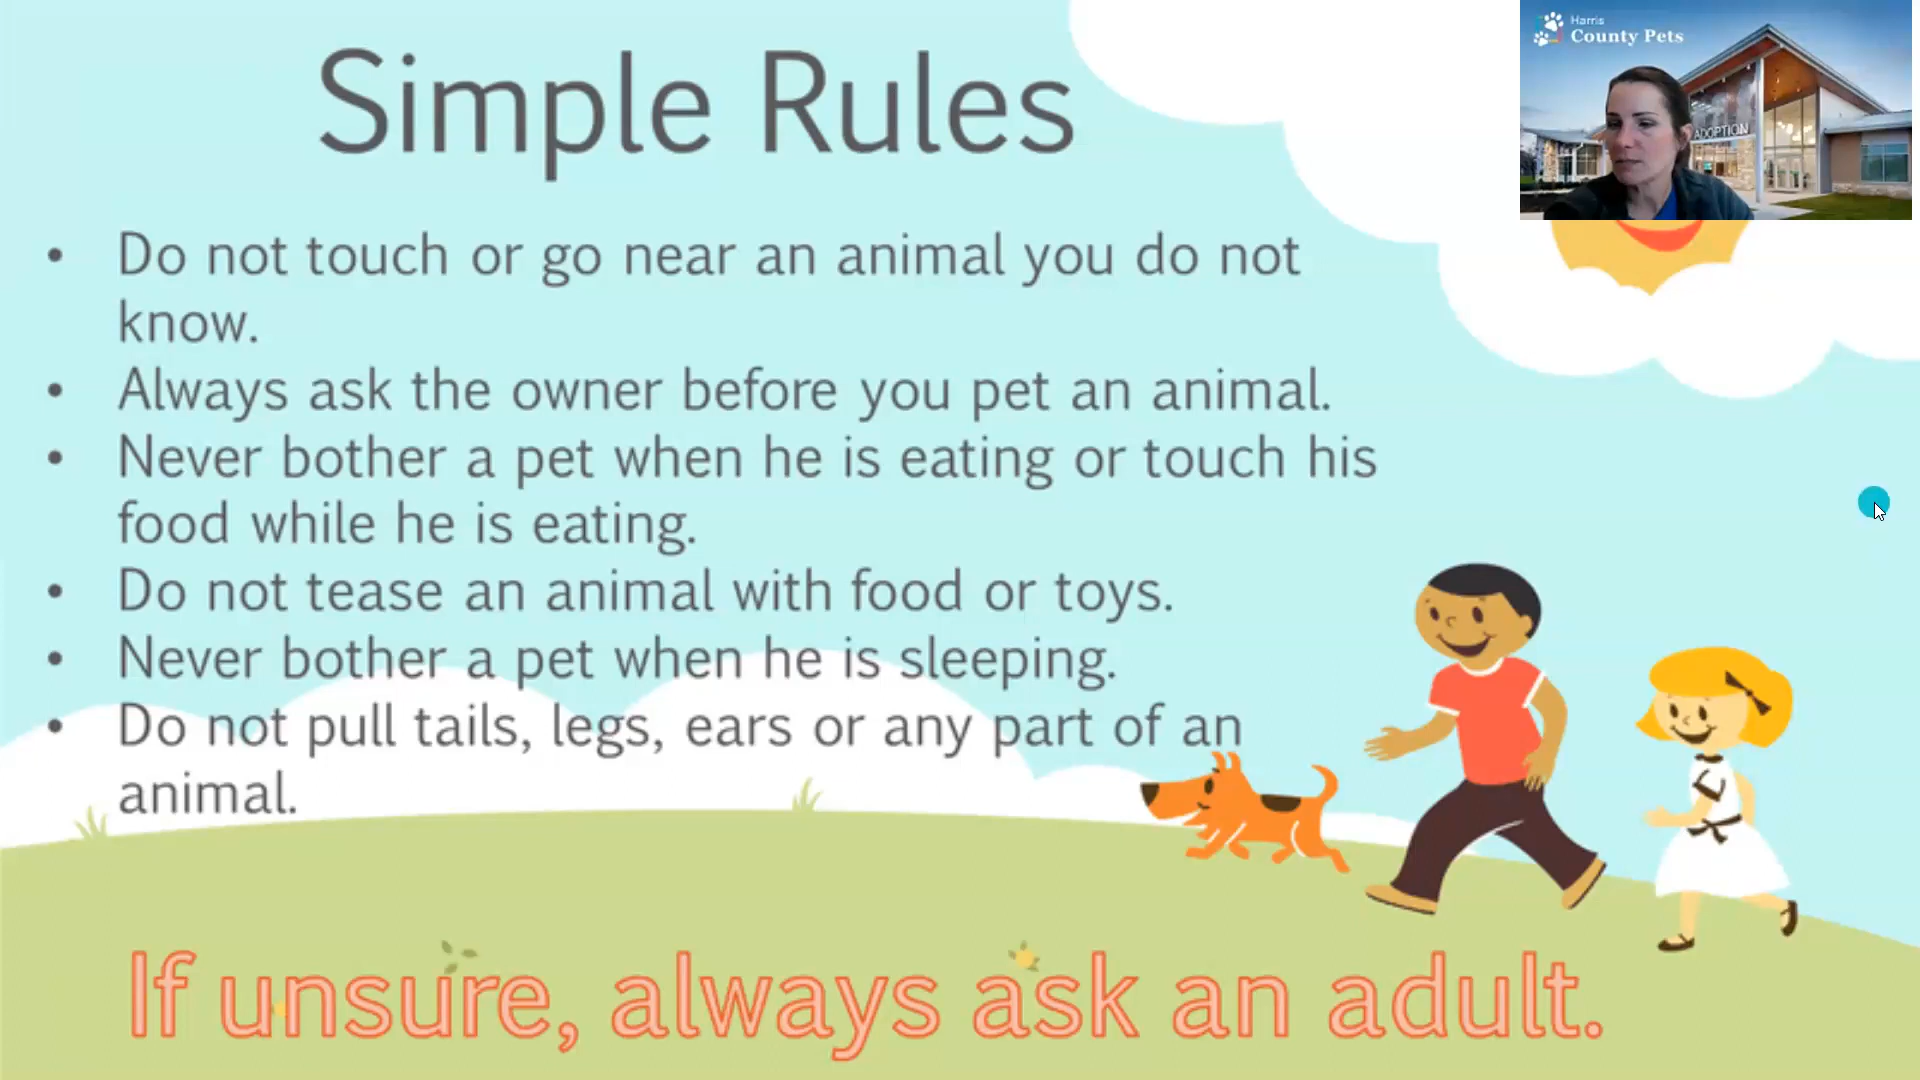 Simple Rules
Harris
County Pets
ADOPTION
• Do not touch or go near an animal you do not
know.
• Always ask the owner before you pet an animal.
• Never bother a pet when he is eating or touch his
food while he is eating.
• Do not tease an animal with food or toys.
• Never bother a pet when he is sleeping.
• Do not pull tails, legs, ears or any part of an
animal.
If unsure, always ask an adult.